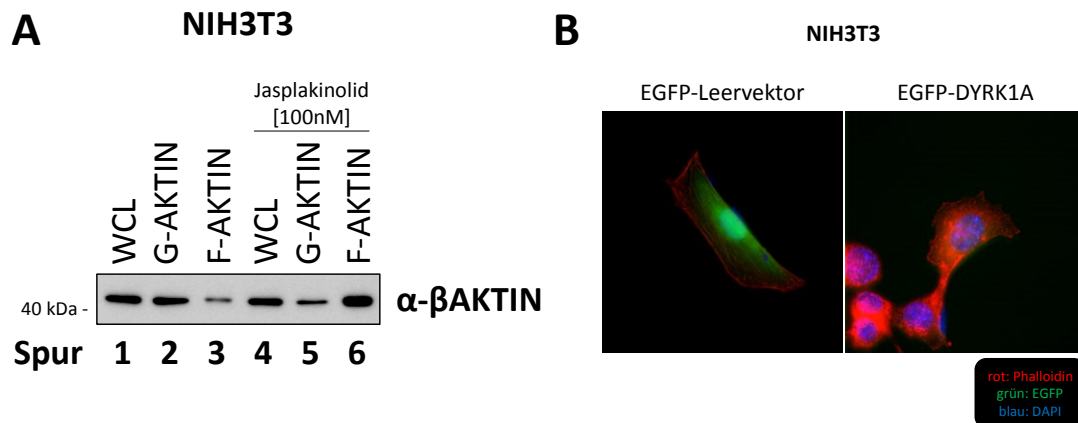 A
NIH3T3
Jasplakinolid
[100nM]
WCL
G-AKTIN
F-AKTIN
WCL
G-AKTIN
F-AKTIN
40 kDa -
α-βAKTIN
Spur 1 2 3 4 5 6
B
NIH3T3
EGFP-Leervektor
EGFP-DYRK1A
rot: Phalloidin
grün: EGFP
blau: DAPI